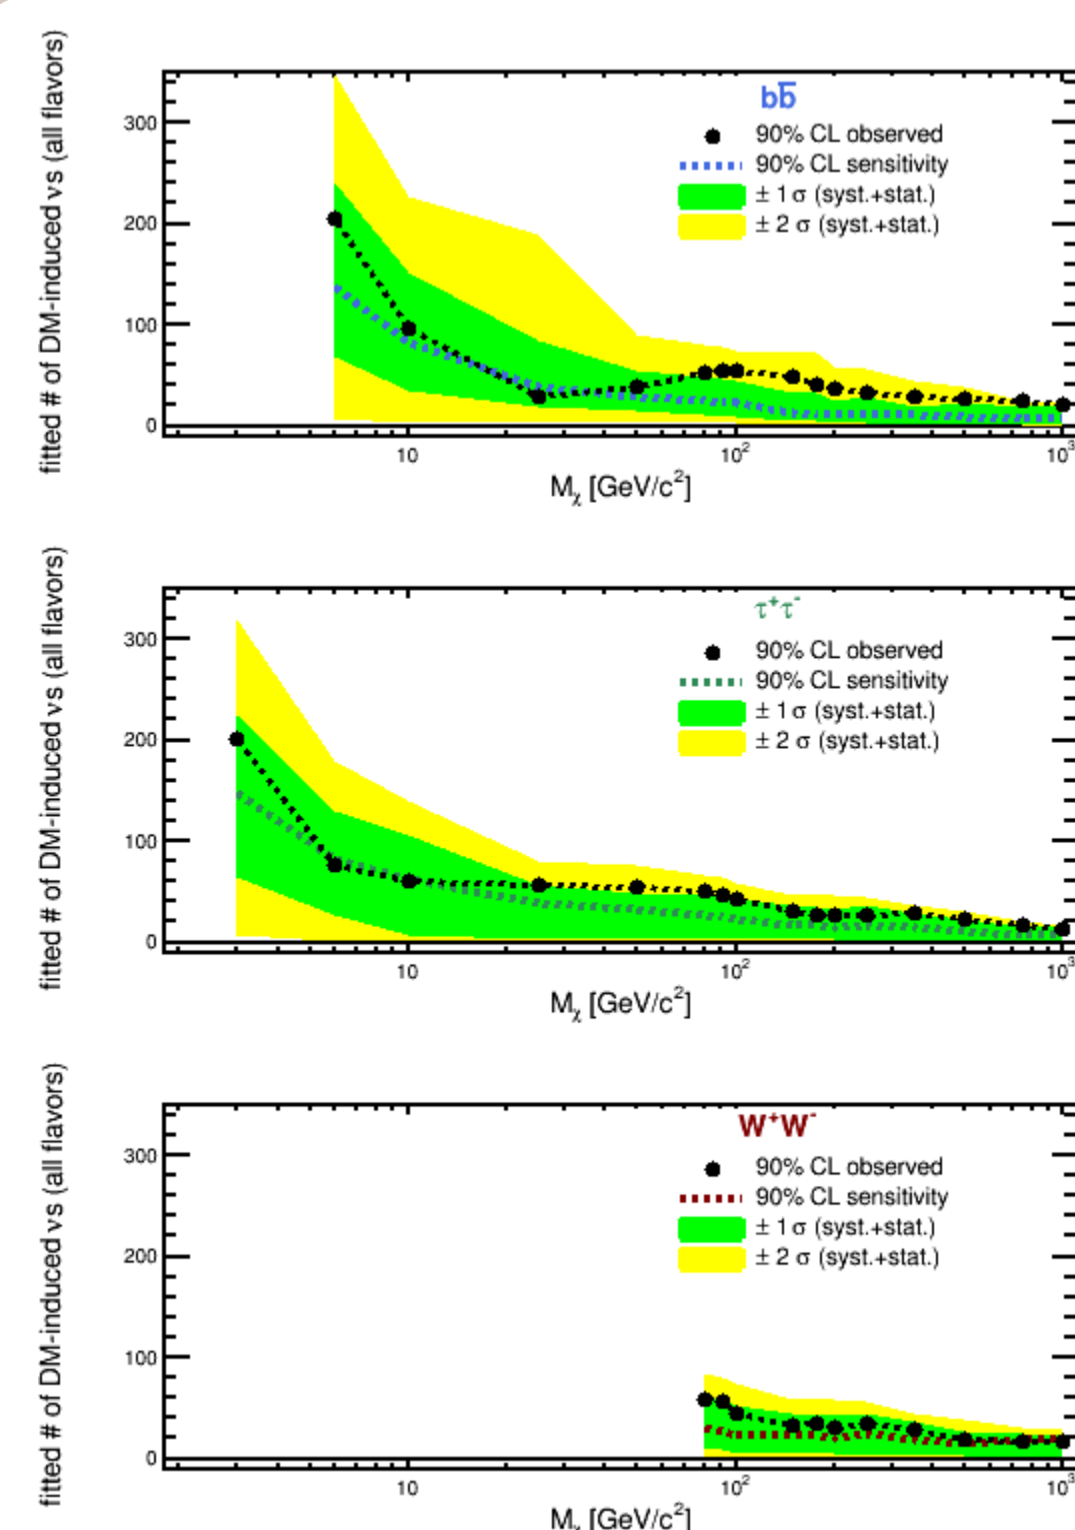 fitted # of DM-induced νs (all flavors)
bb̅
90% CL observed
90% CL sensitivity
± 1 σ (syst.+stat.)
± 2 σ (syst.+stat.)
300
200
100
0
10
10²
10³
Mχ [GeV/c²]
fitted # of DM-induced νs (all flavors)
τ⁺τ⁻
90% CL observed
90% CL sensitivity
± 1 σ (syst.+stat.)
± 2 σ (syst.+stat.)
300
200
100
0
10
10²
10³
Mχ [GeV/c²]
fitted # of DM-induced νs (all flavors)
W⁺W⁻
90% CL observed
90% CL sensitivity
± 1 σ (syst.+stat.)
± 2 σ (syst.+stat.)
300
200
100
0
10
10²
10³
Mχ [GeV/c²]